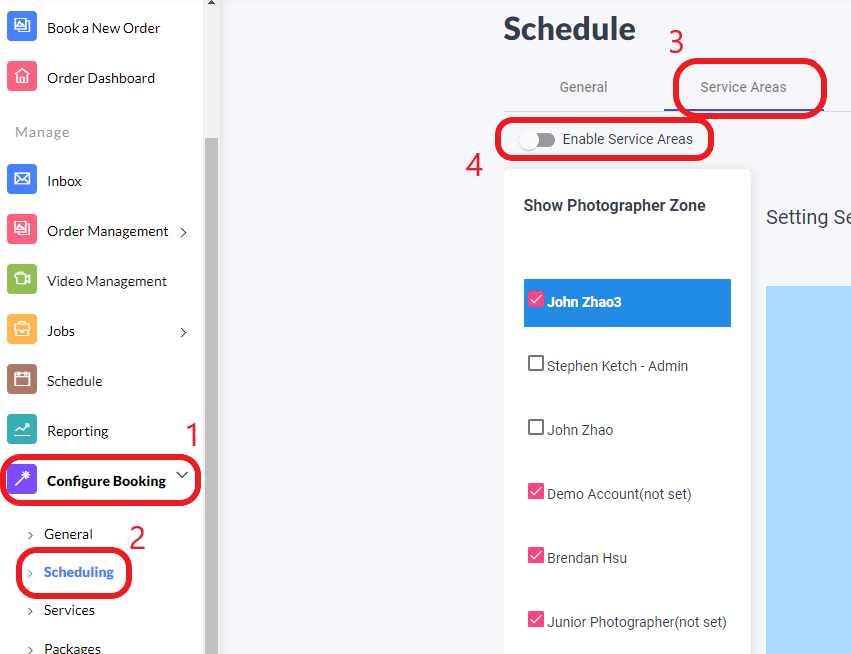 Book a New Order
Order Dashboard
Manage
Inbox
Order Management
Video Management
Jobs
Schedule
Reporting
1
Configure Booking
General
2
Scheduling
Services
Packages
Schedule
3
General
Service Areas
Enable Service Areas
4
Show Photographer Zone
John Zhao3
Stephen Ketch - Admin
John Zhao
Demo Account(not set)
Brendan Hsu
Junior Photographer(not set)
Setting Se